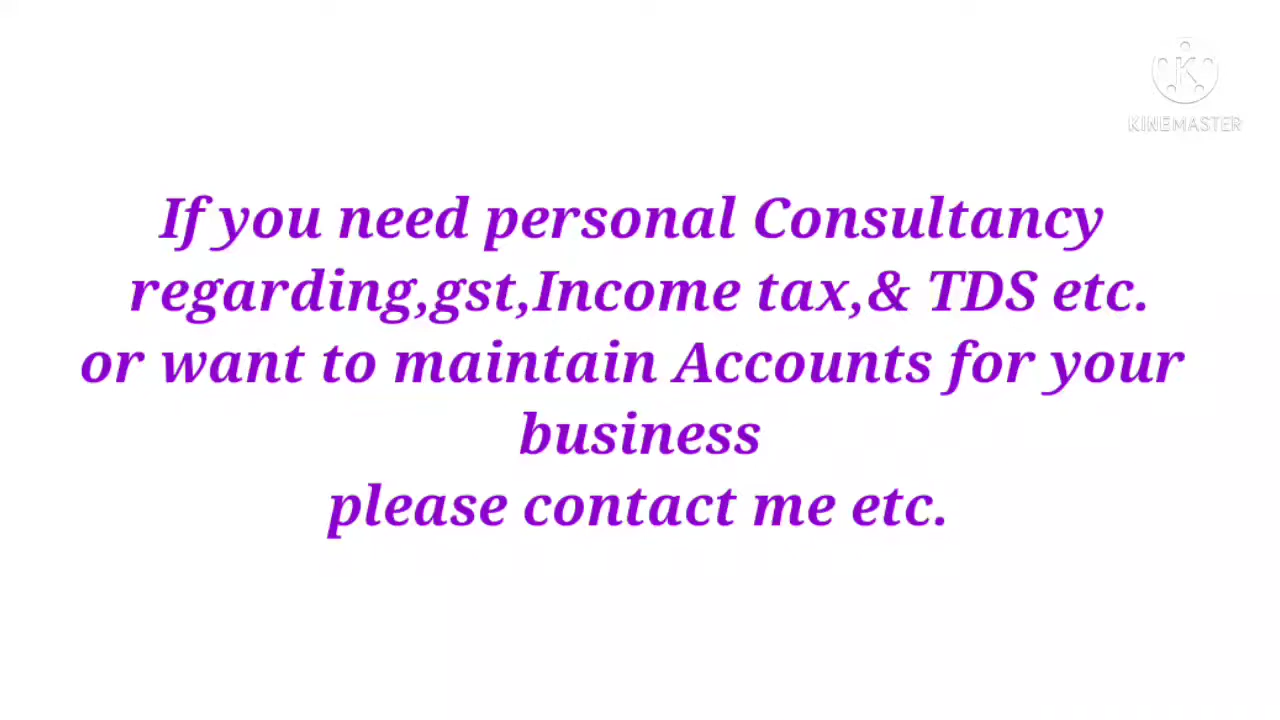 KINEMASTER
If you need personal Consultancy
regarding,gst,Income tax,& TDS etc.
or want to maintain Accounts for your
business
please contact me etc.